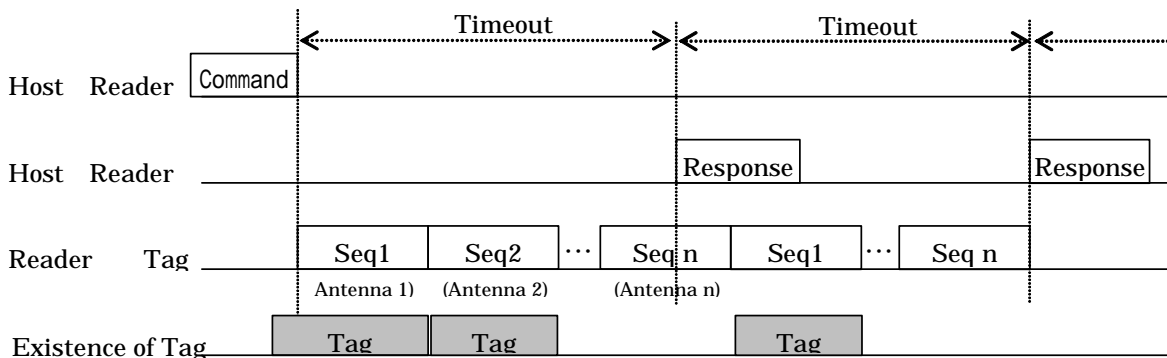 Timeout Timeout
Host Reader Command
Host Reader Response Response
Reader Tag Seq1 Seq2 ... Seq n Seq1 ... Seq n
Antenna 1) (Antenna 2) (Antenna n)
Existence of Tag Tag Tag Tag